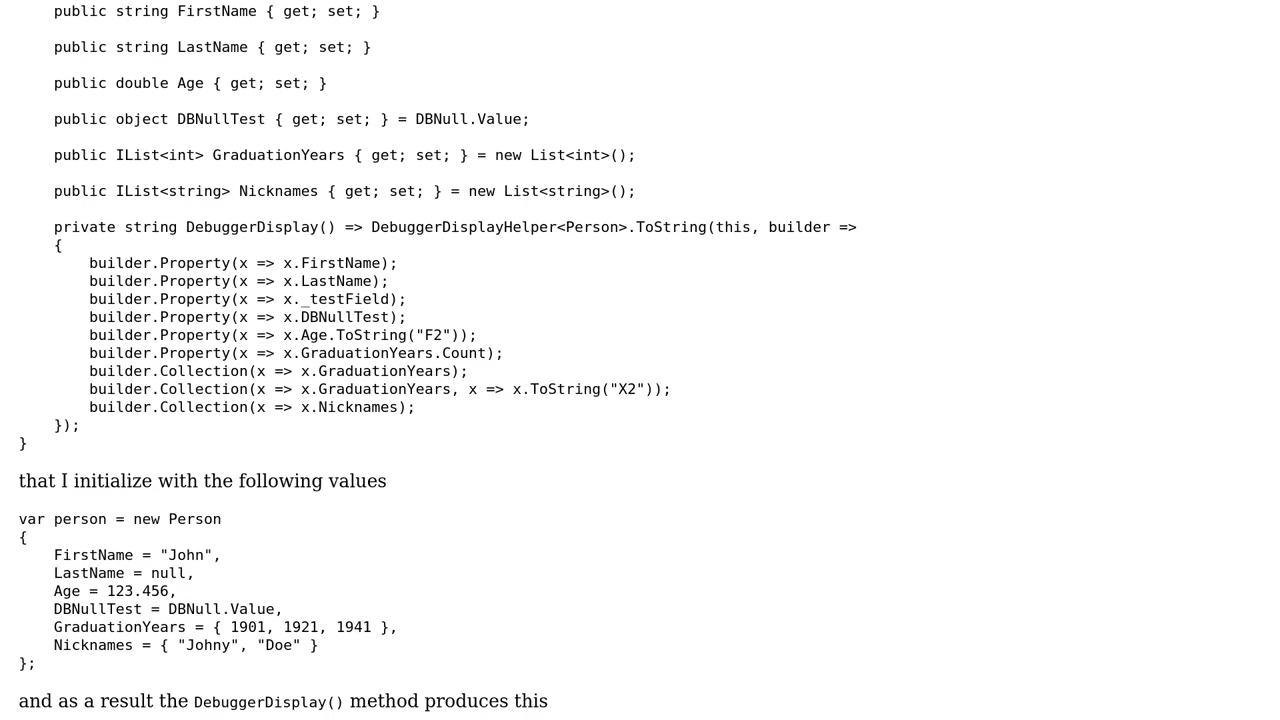 public string FirstName { get; set; }
public string LastName { get; set; }
public double Age { get; set; }
public object DBNullTest { get; set; } = DBNull.Value;
public IList<int> GraduationYears { get; set; } = new List<int>();
public IList<string> Nicknames { get; set; } = new List<string>();
private string DebuggerDisplay() => DebuggerDisplayHelper<Person>.ToString(this, builder =>
{
builder.Property(x => x.FirstName);
builder.Property(x => x.LastName);
builder.Property(x => x._testField);
builder.Property(x => x.DBNullTest);
builder.Property(x => x.Age.ToString("F2"));
builder.Property(x => x.GraduationYears.Count);
builder.Collection(x => x.GraduationYears);
builder.Collection(x => x.GraduationYears, x => x.ToString("X2"));
builder.Collection(x => x.Nicknames);
});
}
that I initialize with the following values
var person = new Person
{
FirstName = "John",
LastName = null,
Age = 123.456,
DBNullTest = DBNull.Value,
GraduationYears = { 1901, 1921, 1941 },
Nicknames = { "Johny", "Doe" }
};
and as a result the DebuggerDisplay() method produces this